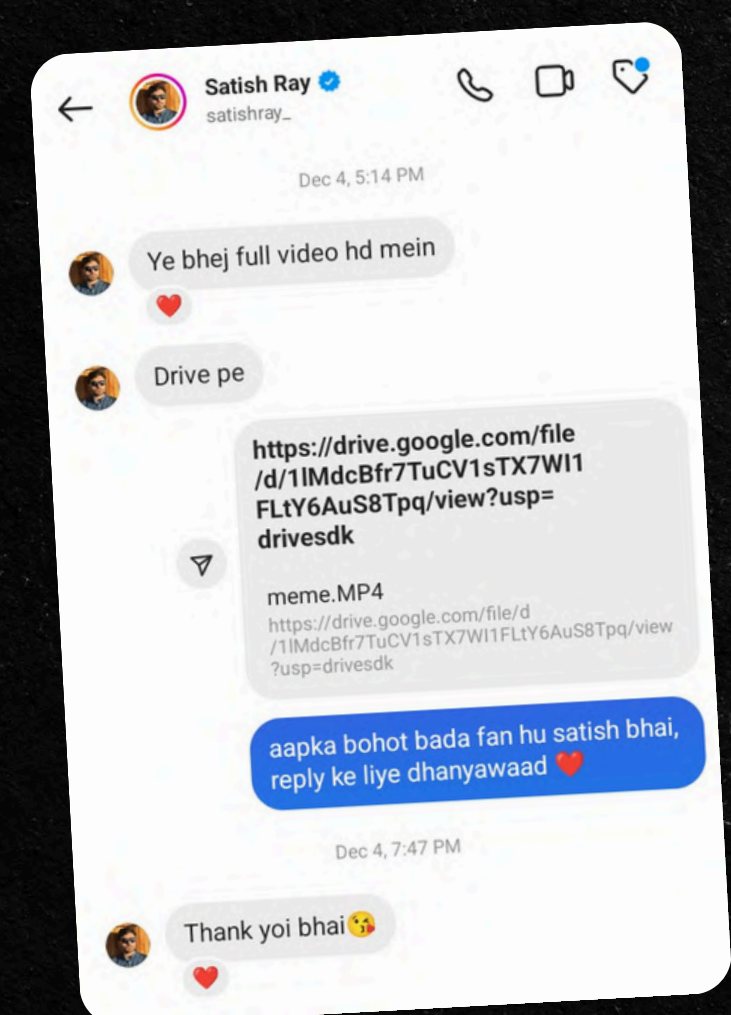 Satish Ray
satishray_
Dec 4, 5:14 PM
Ye bhej full video hd mein
Drive pe
https://drive.google.com/file
/d/1lMdcBfr7TuCV1sTX7WI1
FLtY6AuS8Tpq/view?usp=
drivesdk
meme.MP4
https://drive.google.com/file/d
/1lMdcBfr7TuCV1sTX7WI1FLtY6AuS8Tpq/view
?usp=drivesdk
aapka bohot bada fan hu satish bhai,
reply ke liye dhanyawaad ❤️
Dec 4, 7:47 PM
Thank yoi bhai😘